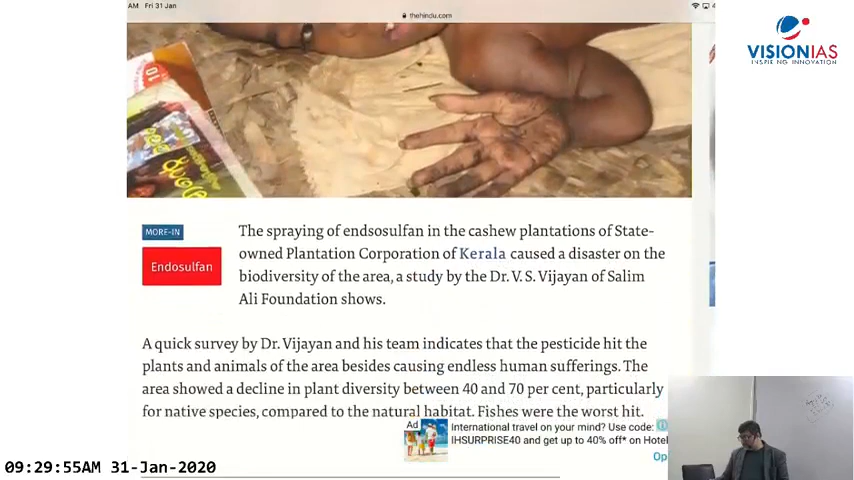 AM Fri 31 Jan
thehindu.com
VISIONIAS
INSPIRING INNOVATION
10
MORE-IN
Endosulfan
The spraying of endsosulfan in the cashew plantations of State-
owned Plantation Corporation of Kerala caused a disaster on the
biodiversity of the area, a study by the Dr. V. S. Vijayan of Salim
Ali Foundation shows.
A quick survey by Dr. Vijayan and his team indicates that the pesticide hit the
plants and animals of the area besides causing endless human sufferings. The
area showed a decline in plant diversity between 40 and 70 per cent, particularly
for native species, compared to the natural habitat. Fishes were the worst hit.
Ad
International travel on your mind? Use code:
IHSURPRISE40 and get up to 40% off* on Hotel
Op
09:29:55AM 31-Jan-2020